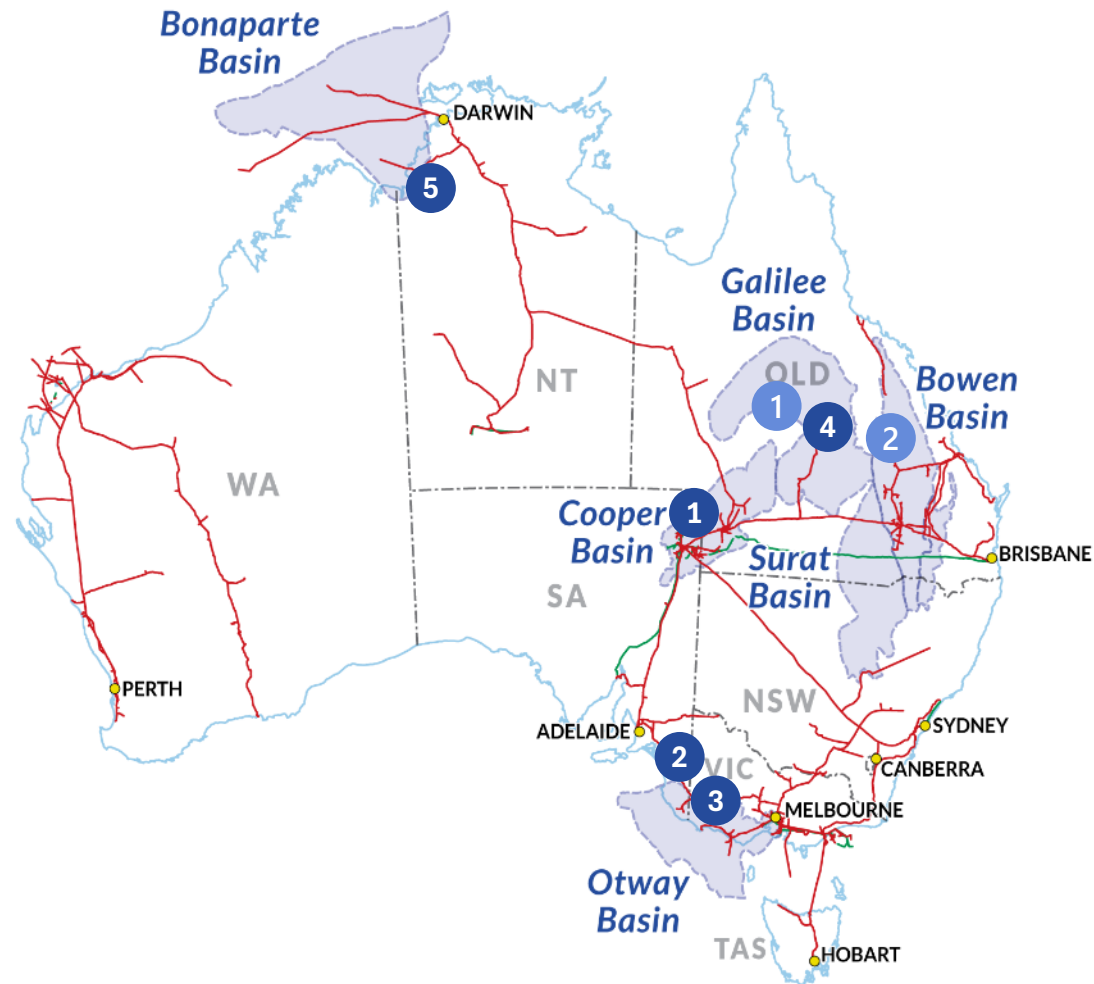 Bonaparte
Basin
DARWIN
5
Galilee
Basin
QLD
Bowen
Basin
NT
1
4
2
WA
Cooper
Basin
1
Surat
Basin
BRISBANE
SA
PERTH
NSW
ADELAIDE
SYDNEY
2
VIC
CANBERRA
3
MELBOURNE
Otway
Basin
TAS
HOBART